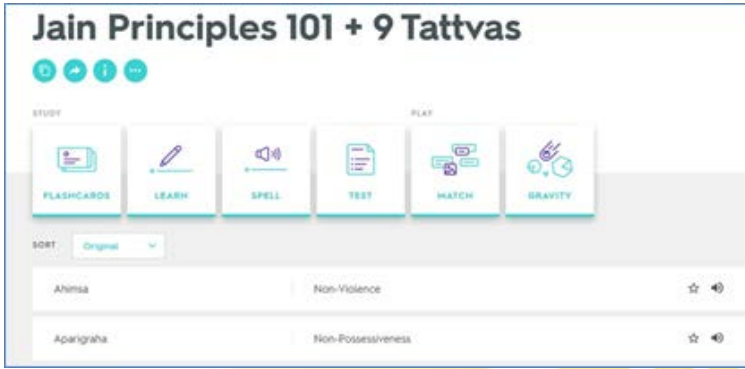 Jain Principles 101 + 9 Tattvas
STUDY PLAY
FLASHCARDS LEARN SPELL TEST MATCH GRAVITY
SORT Original
Ahimsa Non-Violence
Aparigraha Non-Possessiveness